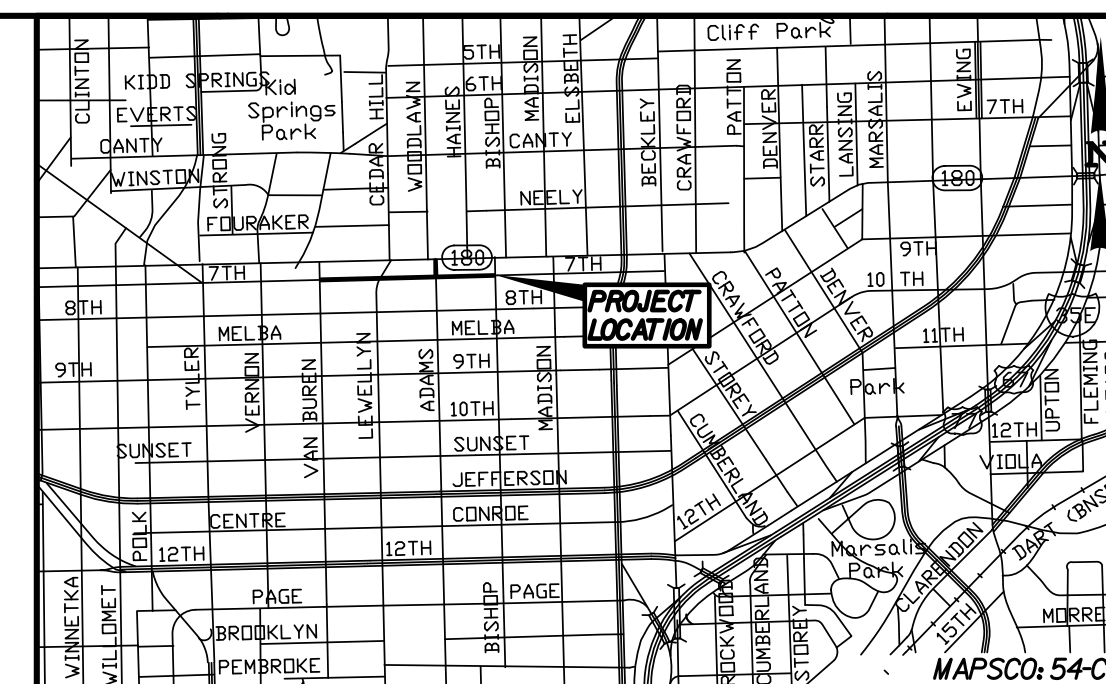 Cliff Park
CLINTON
5TH
MADISON
ELSBETH
KIDD SPRINGS
Kid
Springs
Park
6TH
EVERTS
CEDAR HILL
WOODLAWN
HAINES
BISHOP
BECKLEY
CRAWFORD
PATTON
DENVER
STARR
LANSING
MARSALIS
EWING
7TH
CANTY
CANTY
N
WINSTON
STRONG
NEELY
180
FOURAKER
180
7TH
7TH
9TH
10 TH
8TH
8TH
PROJECT
LOCATION
CRAWFORD
PATTON
DENVER
35E
MELBA
MELBA
11TH
9TH
TYLER
VERNON
VAN BUREN
LEWELLYN
ADAMS
9TH
MADISON
STOREY
Park
67
UPTON
FLEMING
10TH
77
12TH
SUNSET
SUNSET
CUMBERLAND
VIOLA
JEFFERSON
POLK
CENTRE
CONROE
12TH
12TH
12TH
Marsalis
Park
CLARENDON
DART (BNS
WINNETKA
WILLOMET
PAGE
BISHOP
PAGE
ROCKWOOD
CUMBERLAND
STOREY
15TH
MORRE
BROOKLYN
PEMBROKE
MAPSCO: 54-C